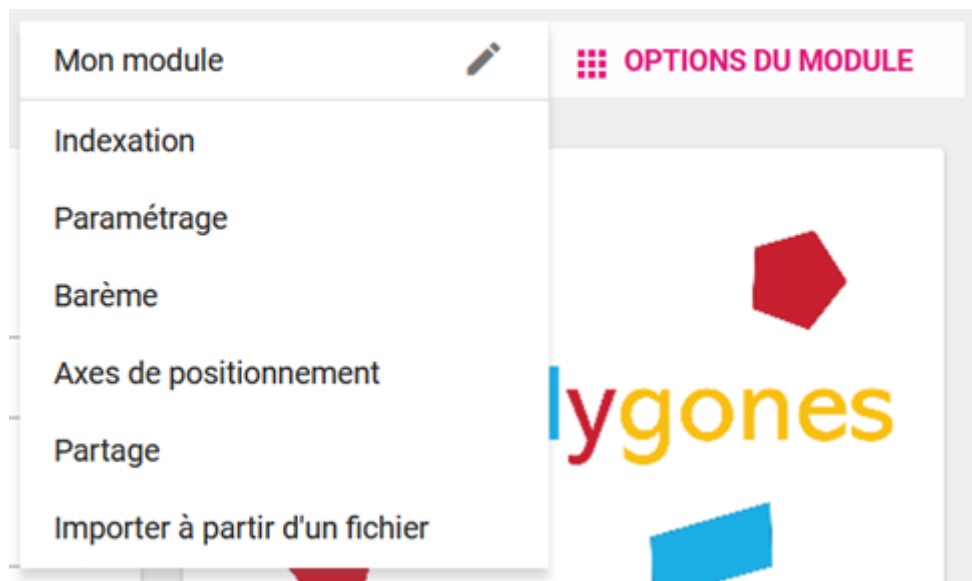 Mon module
OPTIONS DU MODULE
Indexation
Paramétrage
Barème
Axes de positionnement
lygones
Partage
Importer à partir d'un fichier